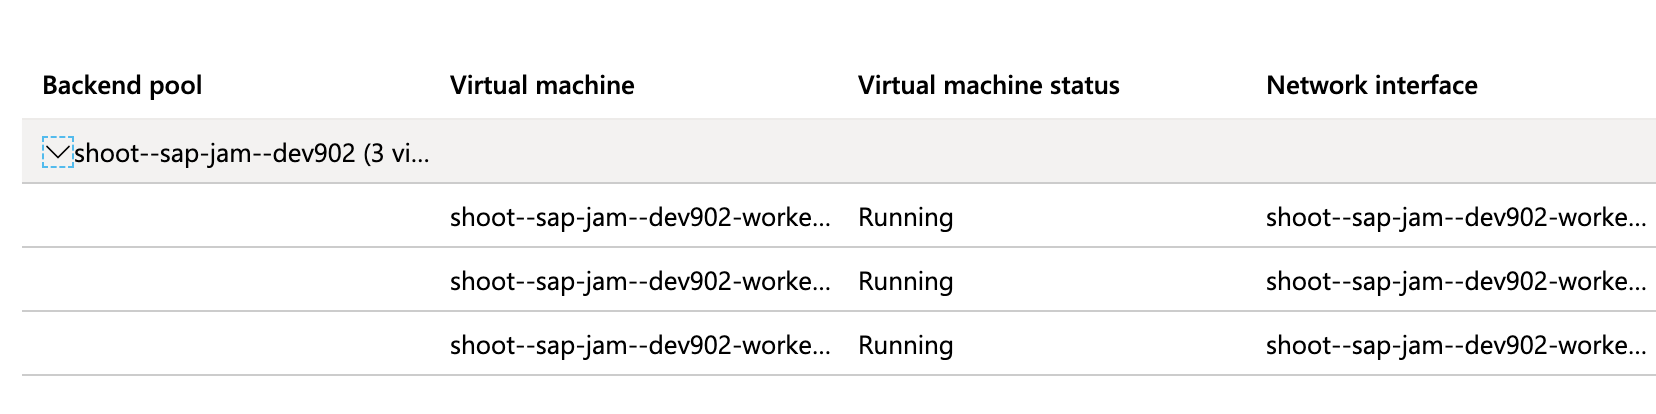 Backend pool Virtual machine Virtual machine status Network interface
shoot--sap-jam--dev902 (3 vi...
shoot--sap-jam--dev902-worke... Running shoot--sap-jam--dev902-worke...
shoot--sap-jam--dev902-worke... Running shoot--sap-jam--dev902-worke...
shoot--sap-jam--dev902-worke... Running shoot--sap-jam--dev902-worke...